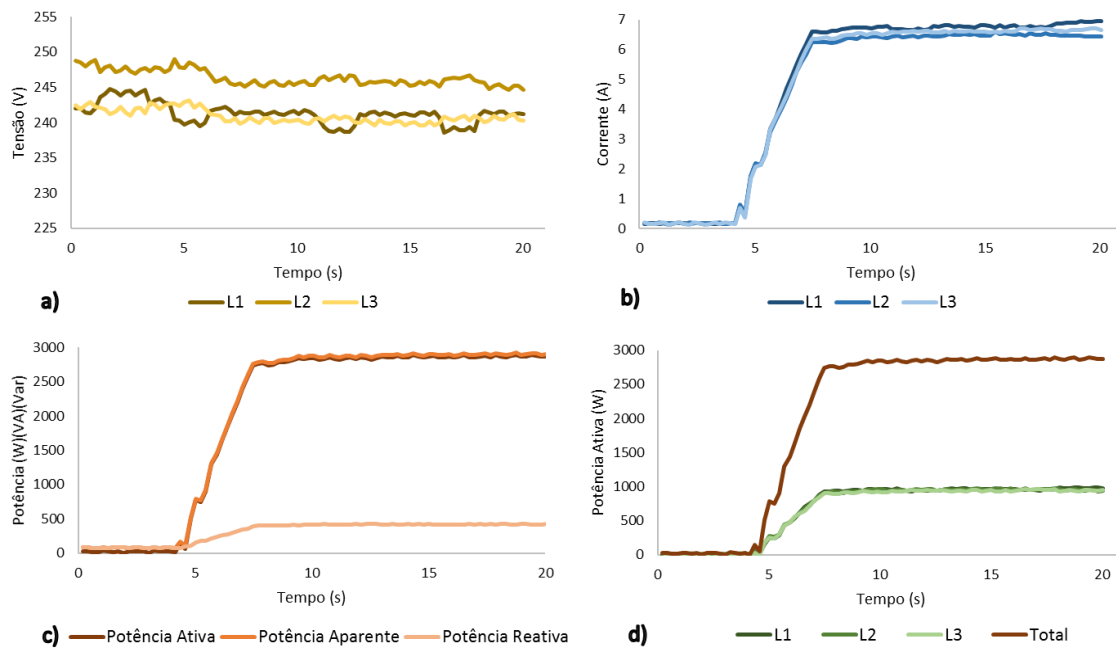 255
250
245
240
235
230
225
Tensão (V)
0 5 10 15 20
Tempo (s)
a)
L1 L2 L3
7
6
5
4
3
2
1
0
Corrente (A)
0 5 10 15 20
Tempo (s)
b)
L1 L2 L3
3000
2500
2000
1500
1000
500
0
Potência (W)(VA)(Var)
0 5 10 15 20
Tempo (s)
c)
Potência Ativa Potência Aparente Potência Reativa
3000
2500
2000
1500
1000
500
0
Potência Ativa (W)
0 5 10 15 20
Tempo (s)
d)
L1 L2 L3 Total